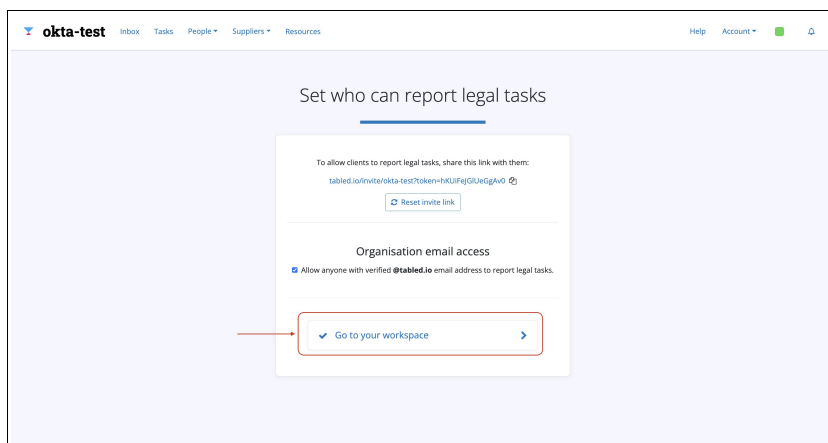 okta-test Inbox Tasks People Suppliers Resources Help Account
Set who can report legal tasks
To allow clients to report legal tasks, share this link with them:
tabled.io/invite/okta-test?token=hKUiFeJGlUeGgAv0
Reset invite link
Organisation email access
Allow anyone with verified @tabled.io email address to report legal tasks.
Go to your workspace